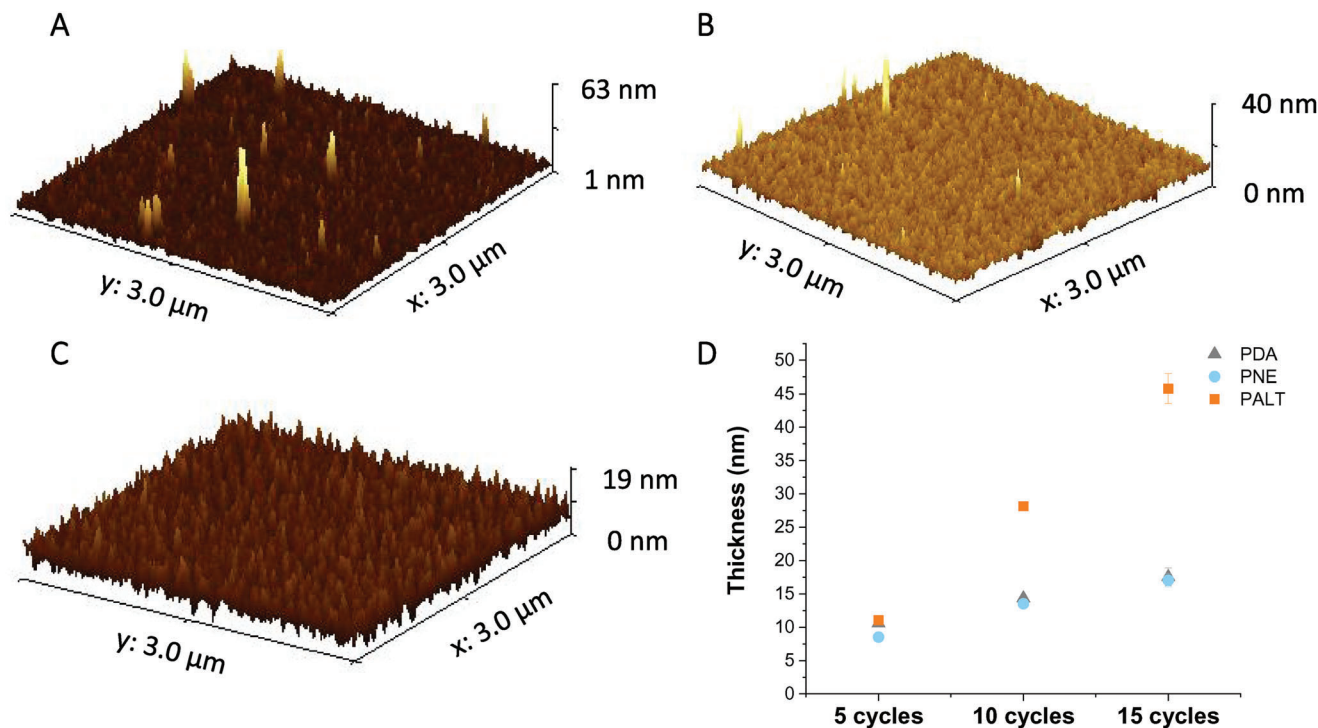 A
63 nm
1 nm
y: 3.0 µm
x: 3.0 µm
B
40 nm
0 nm
y: 3.0 µm
x: 3.0 µm
C
19 nm
0 nm
y: 3.0 µm
x: 3.0 µm
D
PDA
PNE
PALT
Thickness (nm)
50
45
40
35
30
25
20
15
10
5
0
5 cycles
10 cycles
15 cycles